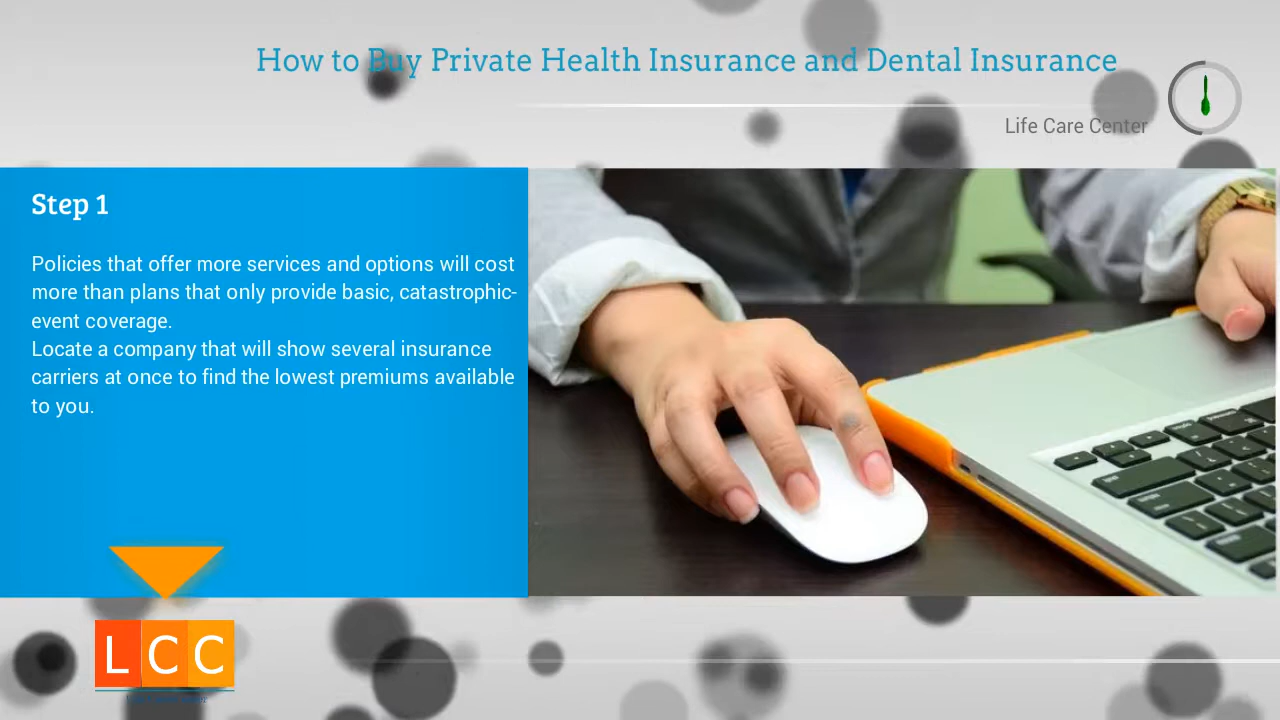 How to Buy Private Health Insurance and Dental Insurance
Life Care Center
Step 1
Policies that offer more services and options will cost
more than plans that only provide basic, catastrophic-
event coverage.
Locate a company that will show several insurance
carriers at once to find the lowest premiums available
to you.
LCC